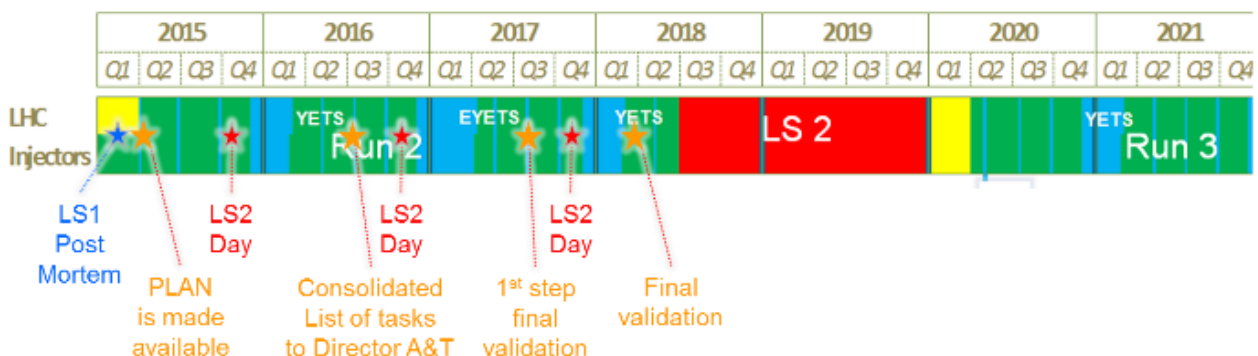 2015 2016 2017 2018 2019 2020 2021
Q1 Q2 Q3 Q4 Q1 Q2 Q3 Q4 Q1 Q2 Q3 Q4 Q1 Q2 Q3 Q4 Q1 Q2 Q3 Q4 Q1 Q2 Q3 Q4 Q1 Q2 Q3 Q4
LHC
Injectors
YETS
Run 2
EYETS
YETS
LS 2
YETS
Run 3
LS1
Post
Mortem
PLAN
is made
available
LS2
Day
Consolidated
List of tasks
to Director A&T
LS2
Day
1st step
final
validation
LS2
Day
Final
validation